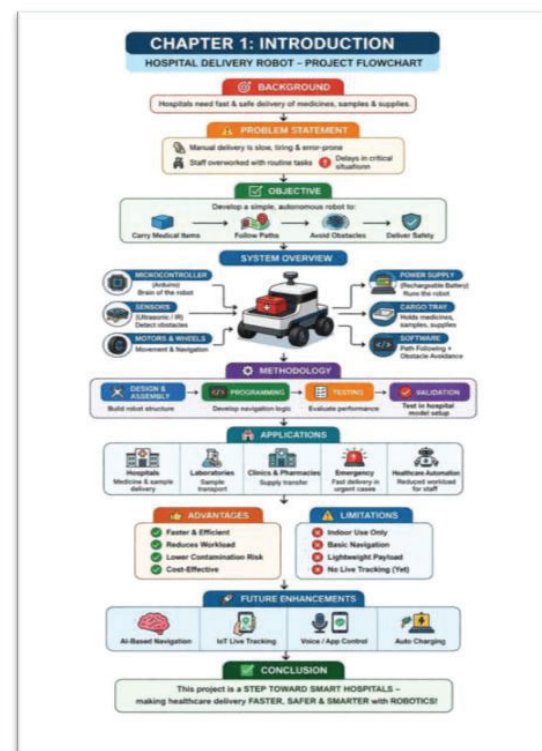 CHAPTER 1: INTRODUCTION
HOSPITAL DELIVERY ROBOT – PROJECT FLOWCHART
BACKGROUND
Hospitals need fast & safe delivery of medicines, samples & supplies.
PROBLEM STATEMENT
Manual delivery is slow, tiring & error-prone
Staff overworked with routine tasks
Delays in critical
situationn
OBJECTIVE
Develop a simple, autonomous robot to:
Carry Medical Items
Follow Paths
Avoid Obstacles
Deliver Safety
SYSTEM OVERVIEW
MICROCONTROLLER
(Arduino)
Brain of the robot
SENSORS
(Ultrasonic / IR)
Detect obstacles
MOTORS & WHEELS
Movement & Navigation
POWER SUPPLY
(Rechargeable Battery)
Runs the robot
CARGO TRAY
Holds medicines,
samples, supplies
SOFTWARE
Path Following +
Obstacle Avoidance
METHODOLOGY
DESIGN &
ASSEMBLY
Build robot structure
PROGRAMMING
Develop navigation logic
TESTING
Evaluate performance
VALIDATION
Test in hospital
model setup
APPLICATIONS
Hospitals
Medicine & sample
delivery
Laboratories
Sample
transport
Clinics & Pharmacies
Supply transfer
Emergency
Fast delivery in
urgent cases
Healthcare Automation
Reduced workload
for staff
ADVANTAGES
Faster & Efficient
Reduces Workload
Lower Contamination Risk
Cost-Effective
LIMITATIONS
Indoor Use Only
Basic Navigation
Lightweight Payload
No Live Tracking (Yet)
FUTURE ENHANCEMENTS
AI-Based Navigation
IoT Live Tracking
Voice / App Control
Auto Charging
CONCLUSION
This project is a STEP TOWARD SMART HOSPITALS –
making healthcare delivery FASTER, SAFER & SMARTER with ROBOTICS!